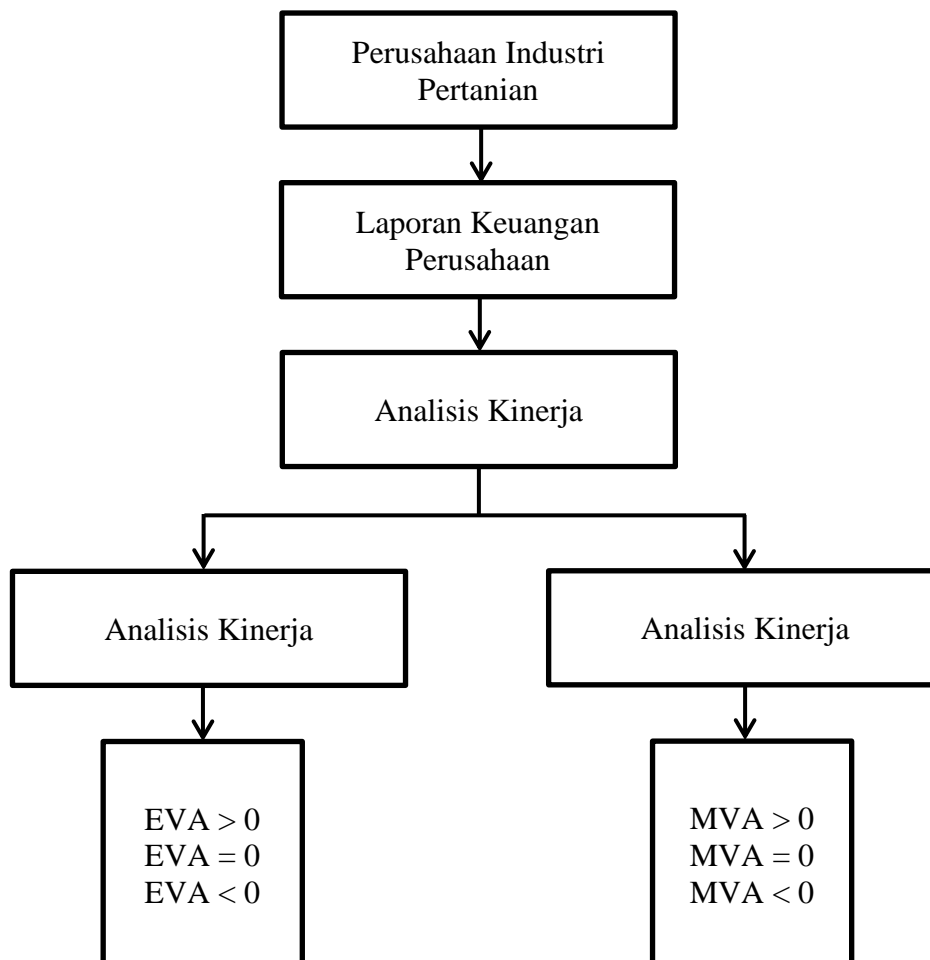 Perusahaan Industri
Pertanian
Laporan Keuangan
Perusahaan
Analisis Kinerja
Analisis Kinerja
Analisis Kinerja
EVA > 0
EVA = 0
EVA < 0
MVA > 0
MVA = 0
MVA < 0